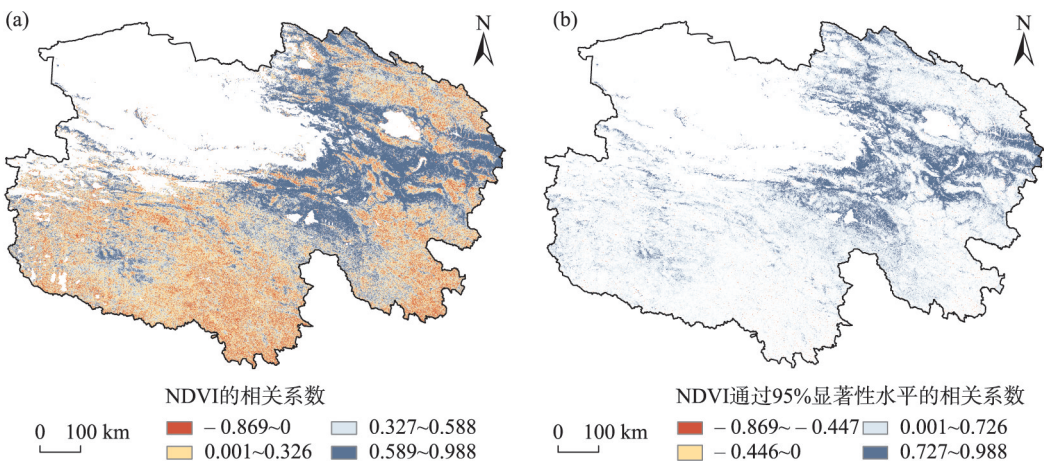 (a)
N
NDVI的相关系数
0 100 km
– 0.869~0
0.327~0.588
0.001~0.326
0.589~0.988
(b)
N
NDVI通过95%显著性水平的相关系数
0 100 km
– 0.869~ – 0.447
0.001~0.726
– 0.446~0
0.727~0.988